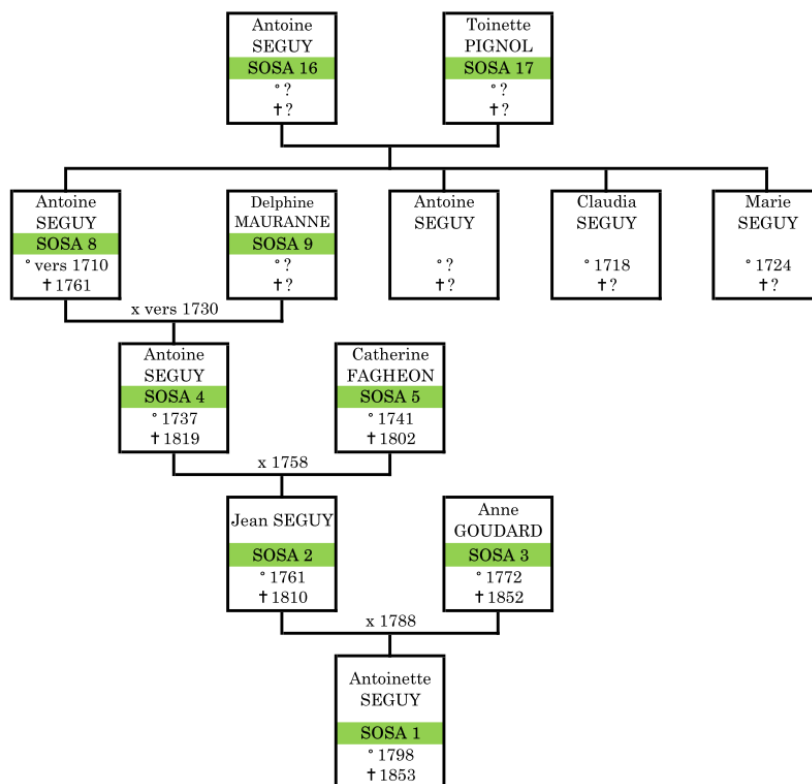 Antoine
SEGUY
SOSA 16
° ?
† ?
Toinette
PIGNOL
SOSA 17
° ?
† ?
Antoine
SEGUY
SOSA 8
° vers 1710
† 1761
Delphine
MAURANNE
SOSA 9
° ?
† ?
Antoine
SEGUY
° ?
† ?
Claudia
SEGUY
° 1718
† ?
Marie
SEGUY
° 1724
† ?
x vers 1730
Antoine
SEGUY
SOSA 4
° 1737
† 1819
Catherine
FAGHEON
SOSA 5
° 1741
† 1802
x 1758
Jean SEGUY
SOSA 2
° 1761
† 1810
Anne
GOUDARD
SOSA 3
° 1772
† 1852
x 1788
Antoinette
SEGUY
SOSA 1
° 1798
† 1853